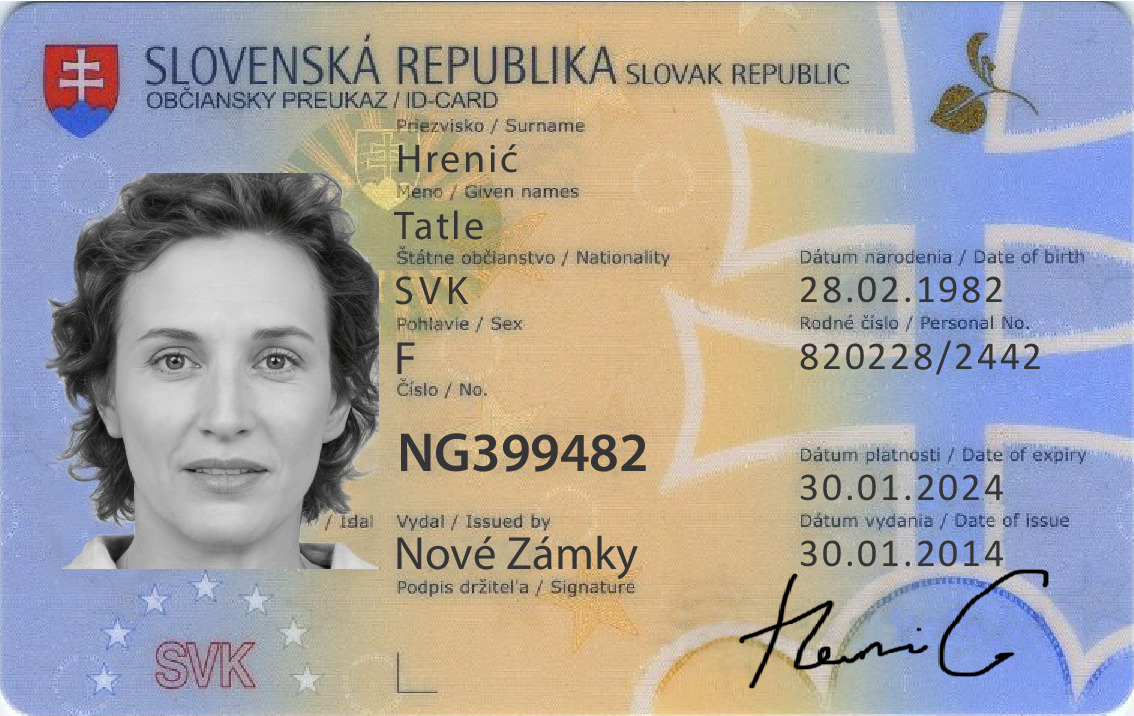 SLOVENSKÁ REPUBLIKA SLOVAK REPUBLIC
OBČIANSKY PREUKAZ / ID-CARD
Priezvisko / Surname
Hrenić
Meno / Given names
Tatle
Štátne občianstvo / Nationality
SVK
Dátum narodenia / Date of birth
28.02.1982
Pohlavie / Sex
F
Rodné číslo / Personal No.
820228/2442
Číslo / No.
NG399482
Dátum platnosti / Date of expiry
30.01.2024
Vydal / Issued by
Nové Zámky
Dátum vydania / Date of issue
30.01.2014
Podpis držiteľa / Signature
SVK